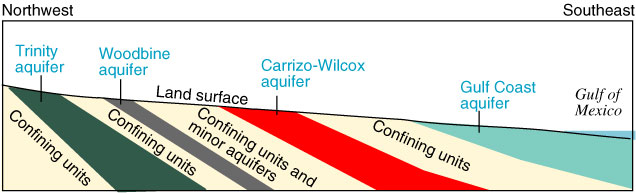 Northwest
Southeast
Trinity
aquifer
Woodbine
aquifer
Land surface
Carrizo-Wilcox
aquifer
Gulf Coast
aquifer
Gulf of
Mexico
Confining units
Confining units
Confining units and
minor aquifers
Confining units